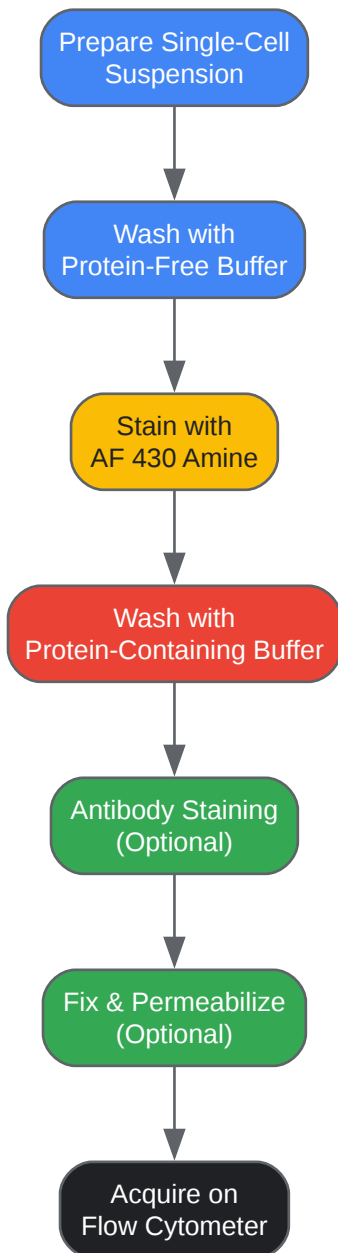 Prepare Single-Cell
Suspension
Wash with
Protein-Free Buffer
Stain with
AF 430 Amine
Wash with
Protein-Containing Buffer
Antibody Staining
(Optional)
Fix & Permeabilize
(Optional)
Acquire on
Flow Cytometer